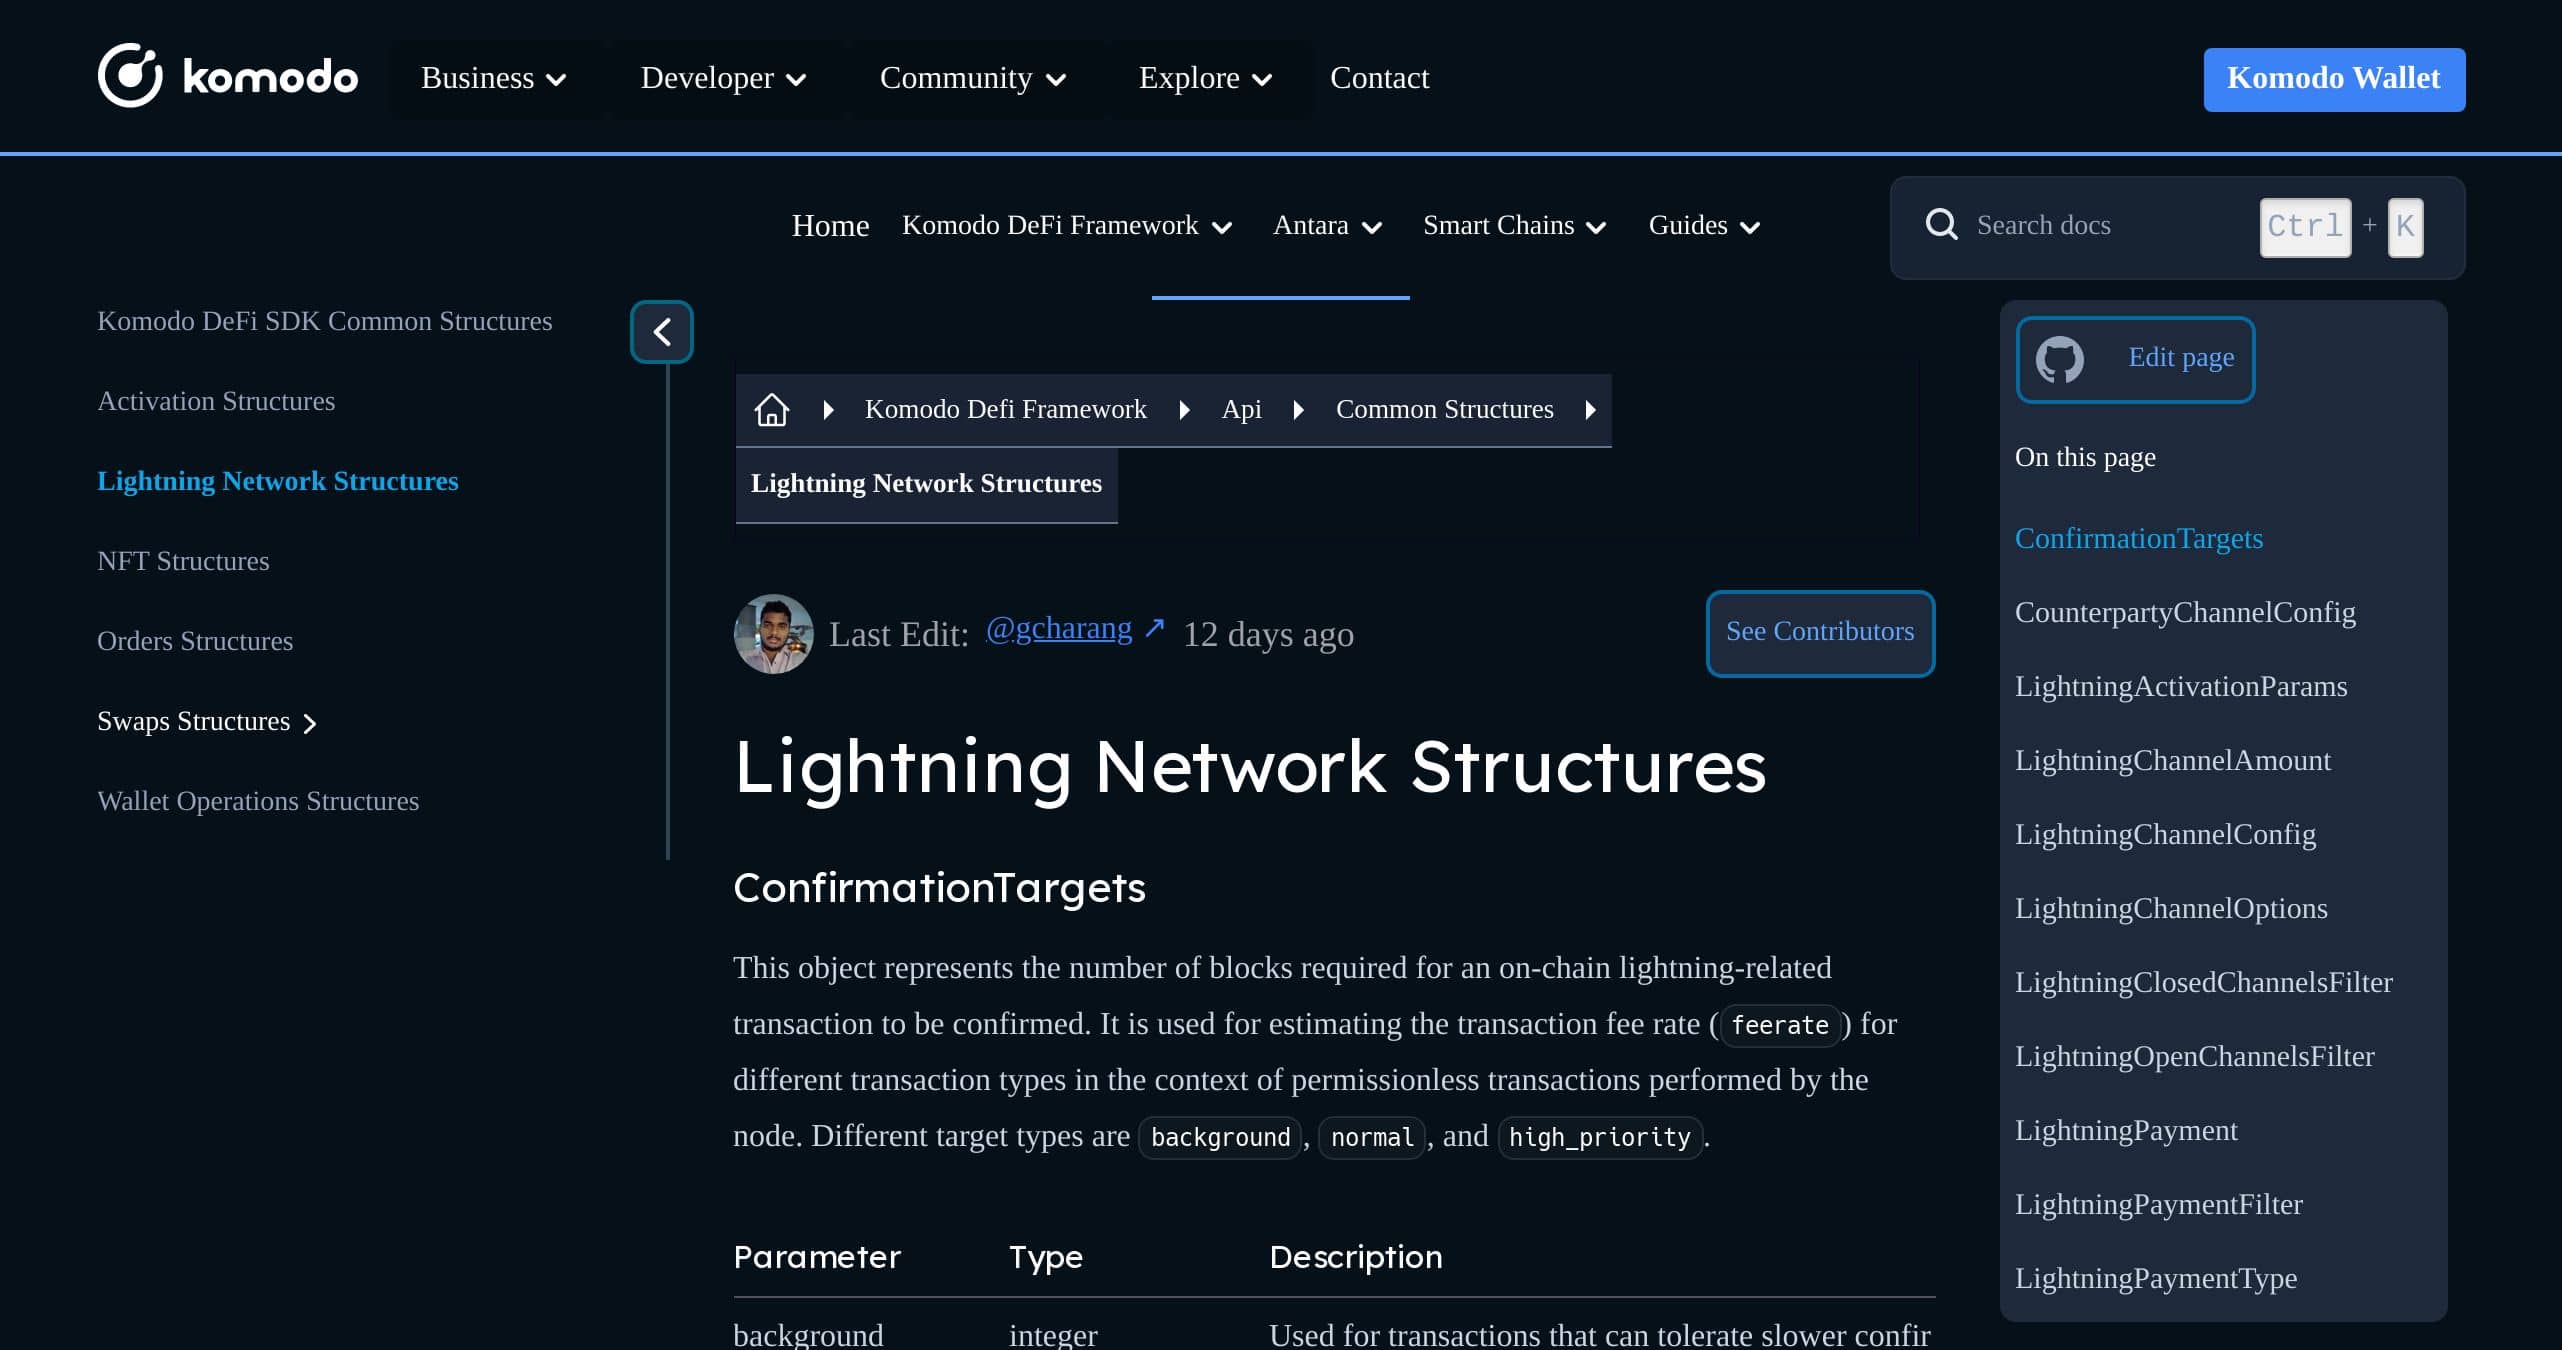 komodo Business Developer Community Explore Contact Komodo Wallet
Home Komodo DeFi Framework Antara Smart Chains Guides Search docs Ctrl + K
Komodo DeFi SDK Common Structures
Activation Structures
Lightning Network Structures
NFT Structures
Orders Structures
Swaps Structures
Wallet Operations Structures
Komodo Defi Framework Api Common Structures
Lightning Network Structures
Last Edit: @gcharang ↗ 12 days ago See Contributors
Lightning Network Structures
ConfirmationTargets
This object represents the number of blocks required for an on-chain lightning-related
transaction to be confirmed. It is used for estimating the transaction fee rate (feerate) for
different transaction types in the context of permissionless transactions performed by the
node. Different target types are background, normal, and high_priority.
Parameter Type Description
background integer Used for transactions that can tolerate slower confir
Edit page
On this page
ConfirmationTargets
CounterpartyChannelConfig
LightningActivationParams
LightningChannelAmount
LightningChannelConfig
LightningChannelOptions
LightningClosedChannelsFilter
LightningOpenChannelsFilter
LightningPayment
LightningPaymentFilter
LightningPaymentType